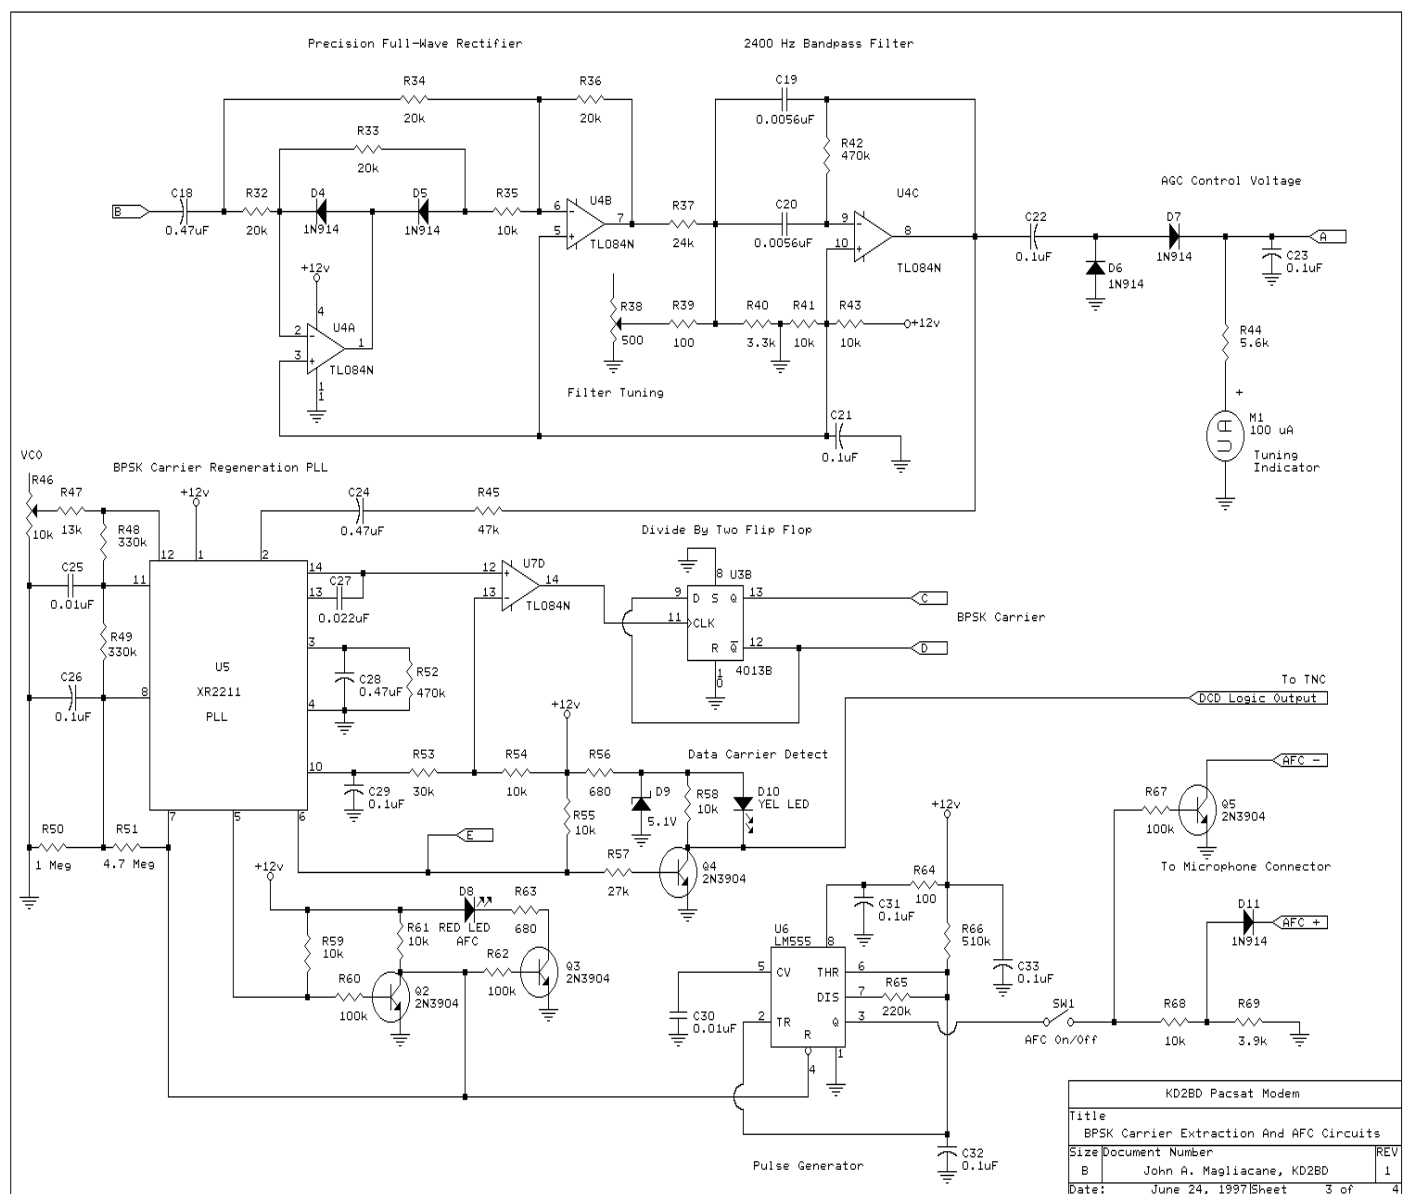 Precision Full-Wave Rectifier
2400 Hz Bandpass Filter
R34
20k
R36
20k
C19
0.0056uF
R33
20k
R42
470k
B
C18
0.47uF
R32
20k
D4
1N914
D5
1N914
R35
10k
6
5
-
+
U4B
7
TL084N
R37
24k
C20
0.0056uF
9
10
-
+
U4C
8
TL084N
AGC Control Voltage
C22
0.1uF
D6
1N914
D7
1N914
A
C23
0.1uF
+12v
4
2
3
-
+
U4A
1
TL084N
11
R38
500
R39
100
R40
3.3k
R41
10k
R43
10k
+12v
Filter Tuning
R44
5.6k
+
UA
M1
100 uA
Tuning
Indicator
C21
0.1uF
VCO
R46
10k
BPSK Carrier Regeneration PLL
R47
13k
+12v
C24
0.47uF
R45
47k
R48
330k
12
1
2
C25
0.01uF
11
R49
330k
C26
0.1uF
8
U5
XR2211
PLL
14
13
C27
0.022uF
3
4
C28
0.47uF
R52
470k
10
7
5
6
12
13
+
-
U7D
14
TL084N
Divide By Two Flip Flop
8
U3B
9
D S Q
13
11
CLK
R Q
12
10
4013B
C
BPSK Carrier
D
To TNC
DCD Logic Output
+12v
Data Carrier Detect
C29
0.1uF
R53
30k
R54
10k
R56
680
R55
10k
D9
5.1V
R58
10k
D10
YEL LED
E
R57
27k
Q4
2N3904
R50
1 Meg
R51
4.7 Meg
+12v
R59
10k
R61
10k
D8
RED LED
AFC
R63
680
R60
100k
Q2
2N3904
R62
100k
Q3
2N3904
AFC -
R67
100k
Q5
2N3904
To Microphone Connector
+12v
R64
100
C31
0.1uF
R66
510k
C33
0.1uF
D11
1N914
AFC +
U6
LM555
8
5
CV
THR
6
DIS
7
2
TR
Q
3
R
4
1
R65
220k
C30
0.01uF
SW1
AFC On/Off
R68
10k
R69
3.9k
C32
0.1uF
Pulse Generator
KD2BD Pacsat Modem
Title
BPSK Carrier Extraction And AFC Circuits
Size Document Number REV
B John A. Magliacane, KD2BD 1
Date: June 24, 1997 Sheet 3 of 4